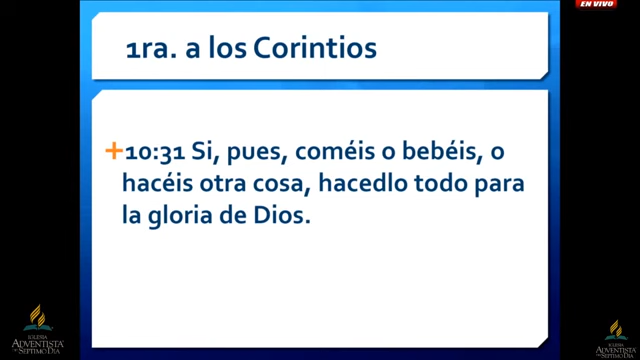 EN VIVO
1ra. a los Corintios
+10:31 Si, pues, coméis o bebéis, o
hacéis otra cosa, hacedlo todo para
la gloria de Dios.
IGLESIA
ADVENTISTA
DEL SÉPTIMO DÍA
IGLESIA
ADVENTISTA
DEL SÉPTIMO DÍA